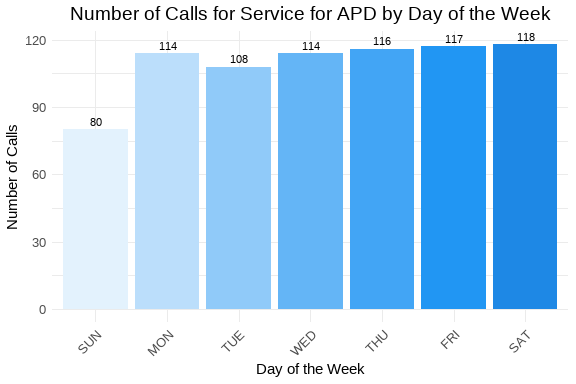 Number of Calls for Service for APD by Day of the Week
Number of Calls
120
90
60
30
0
80
114
108
114
116
117
118
SUN
MON
TUE
WED
THU
FRI
SAT
Day of the Week